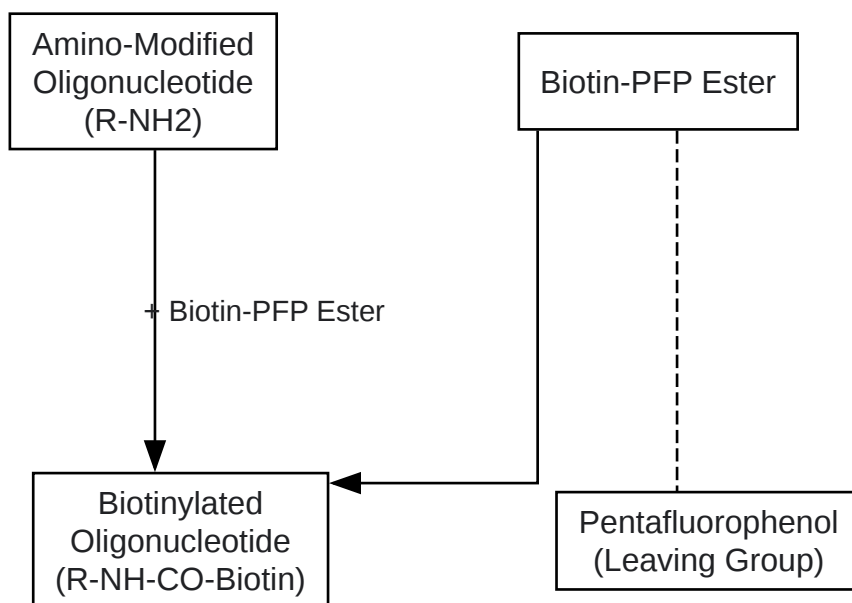 Amino-Modified
Oligonucleotide
(R-NH2)
Biotin-PFP Ester
+ Biotin-PFP Ester
Biotinylated
Oligonucleotide
(R-NH-CO-Biotin)
Pentafluorophenol
(Leaving Group)